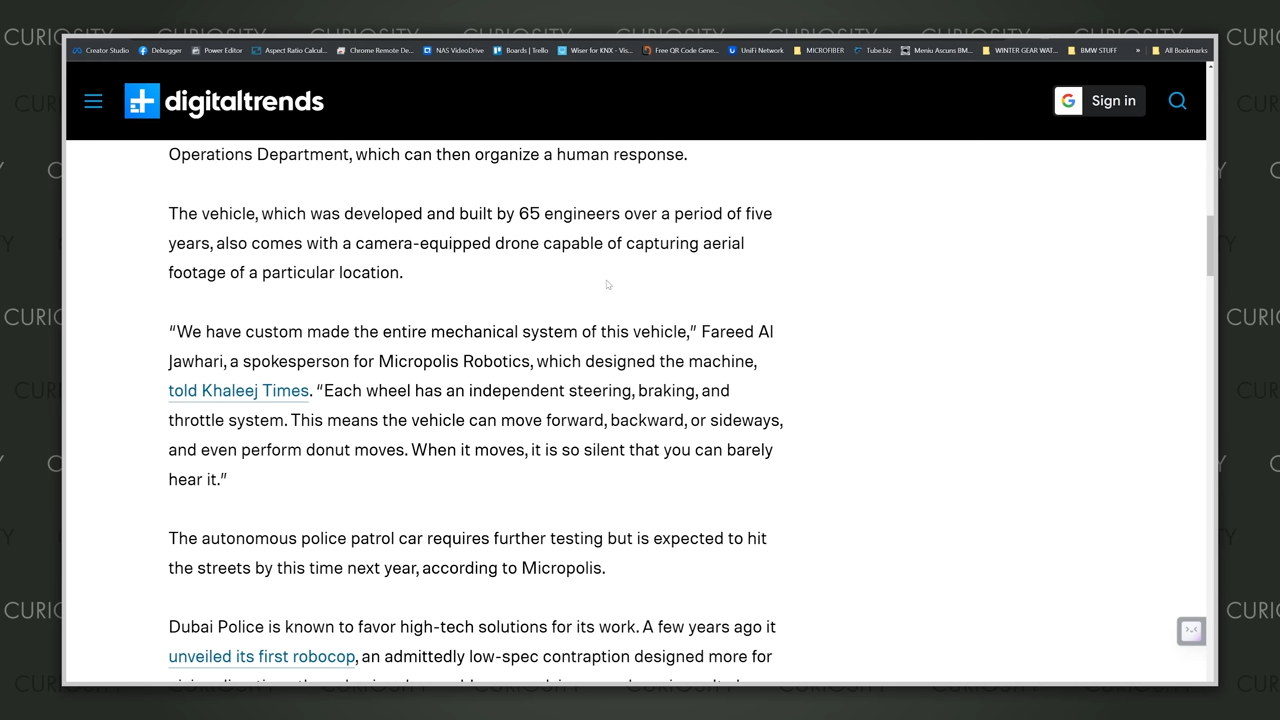 CURIOSITY CURIOSITY CURIOSITY CURIOSITY CURIOSITY
Creator Studio Debugger Power Editor Aspect Ratio Calcul... Chrome Remote De... NAS VideoDrive Boards | Trello Wiser for KNX - Vis... Free QR Code Gene... UniFi Network MICROFIBER Tube.biz Meniu Ascuns BM... WINTER GEAR WAT... BMW STUFF » All Bookmarks
digitaltrends
Sign in
Operations Department, which can then organize a human response.
The vehicle, which was developed and built by 65 engineers over a period of five
years, also comes with a camera-equipped drone capable of capturing aerial
footage of a particular location.
“We have custom made the entire mechanical system of this vehicle,” Fareed Al
Jawhari, a spokesperson for Micropolis Robotics, which designed the machine,
told Khaleej Times. “Each wheel has an independent steering, braking, and
throttle system. This means the vehicle can move forward, backward, or sideways,
and even perform donut moves. When it moves, it is so silent that you can barely
hear it.”
The autonomous police patrol car requires further testing but is expected to hit
the streets by this time next year, according to Micropolis.
Dubai Police is known to favor high-tech solutions for its work. A few years ago it
unveiled its first robocop, an admittedly low-spec contraption designed more for